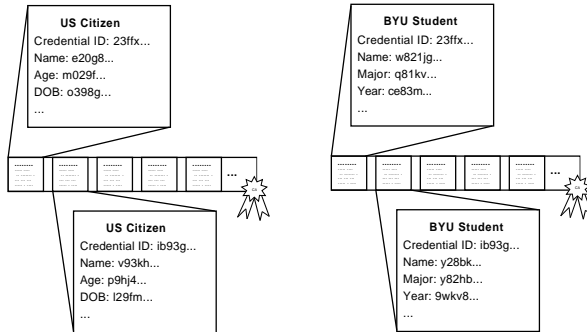 US Citizen
Credential ID: 23ffx...
Name: e20g8...
Age: m029f...
DOB: o398g...
...
BYU Student
Credential ID: 23ffx...
Name: w821jg...
Major: q81kv...
Year: ce83m...
...
...
...
US Citizen
Credential ID: ib93g...
Name: v93kh...
Age: p9hj4...
DOB: l29fm...
...
BYU Student
Credential ID: ib93g...
Name: y28bk...
Major: y82hb...
Year: 9wkv8...
...